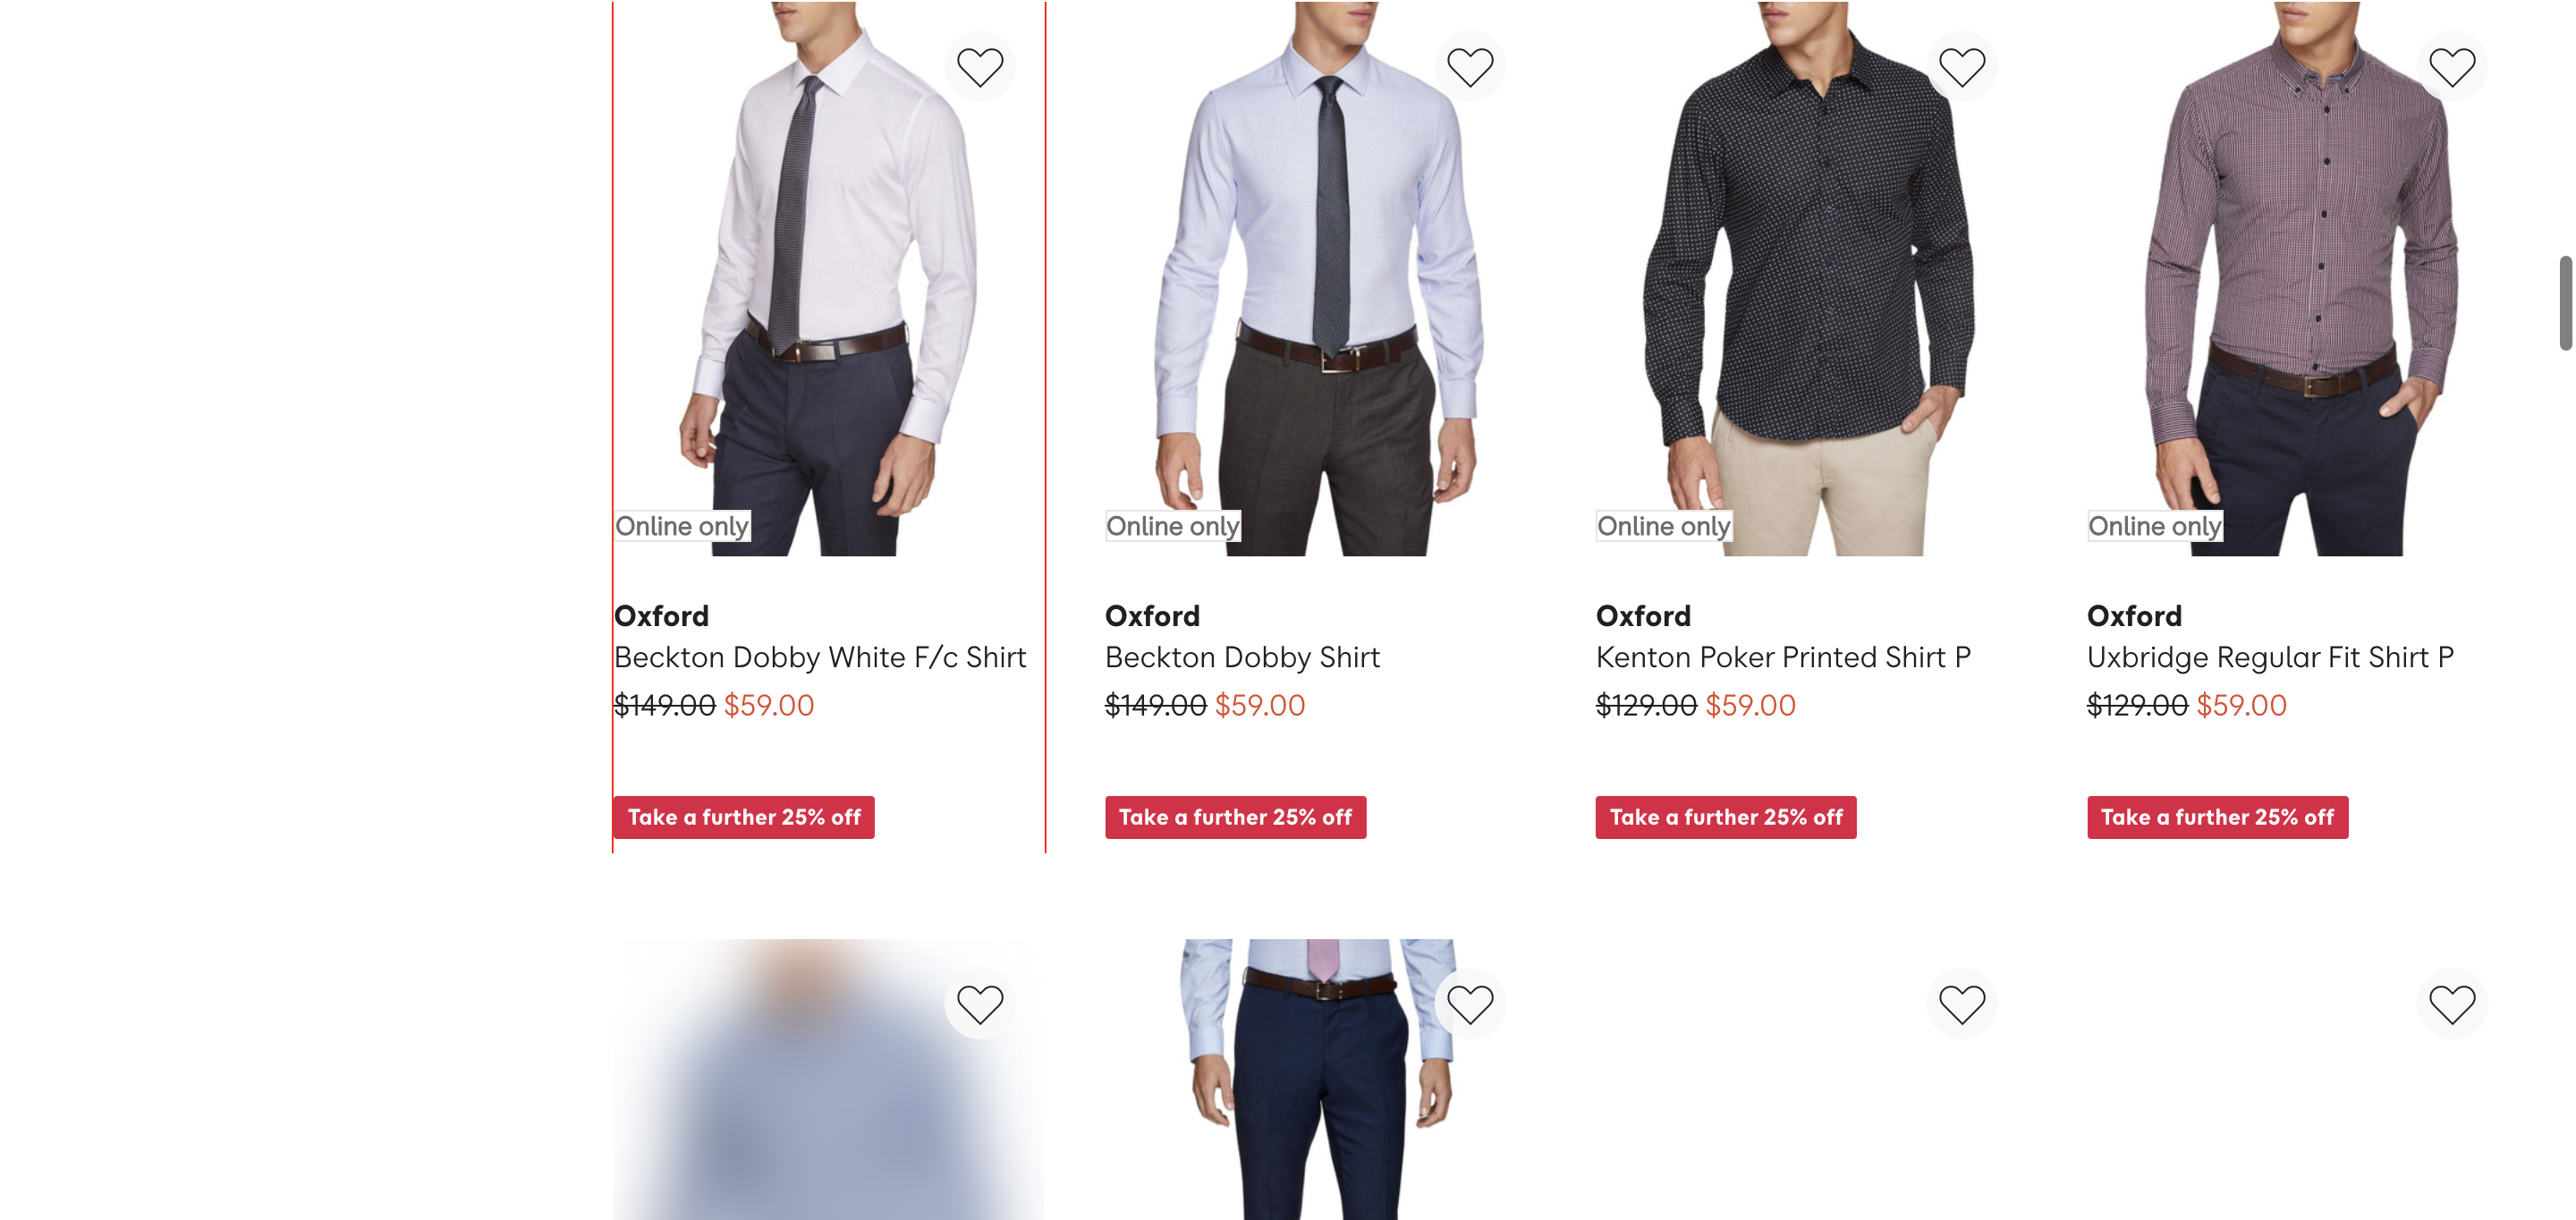 Online only
Oxford
Beckton Dobby White F/c Shirt
$149.00 $59.00
Take a further 25% off
Online only
Oxford
Beckton Dobby Shirt
$149.00 $59.00
Take a further 25% off
Online only
Oxford
Kenton Poker Printed Shirt P
$129.00 $59.00
Take a further 25% off
Online only
Oxford
Uxbridge Regular Fit Shirt P
$129.00 $59.00
Take a further 25% off